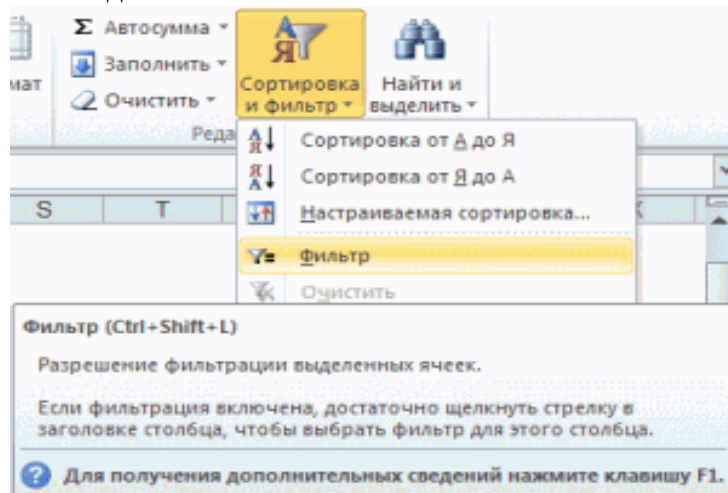 Σ Автосумма
Заполнить
Очистить
мат
Сортировка
и фильтр
Найти и
выделить
Реда
Сортировка от А до Я
Сортировка от Я до А
Настраиваемая сортировка...
S T
Фильтр
Очистить
Фильтр (Ctrl+Shift+L)
Разрешение фильтрации выделенных ячеек.
Если фильтрация включена, достаточно щелкнуть стрелку в
заголовке столбца, чтобы выбрать фильтр для этого столбца.
Для получения дополнительных сведений нажмите клавишу F1.